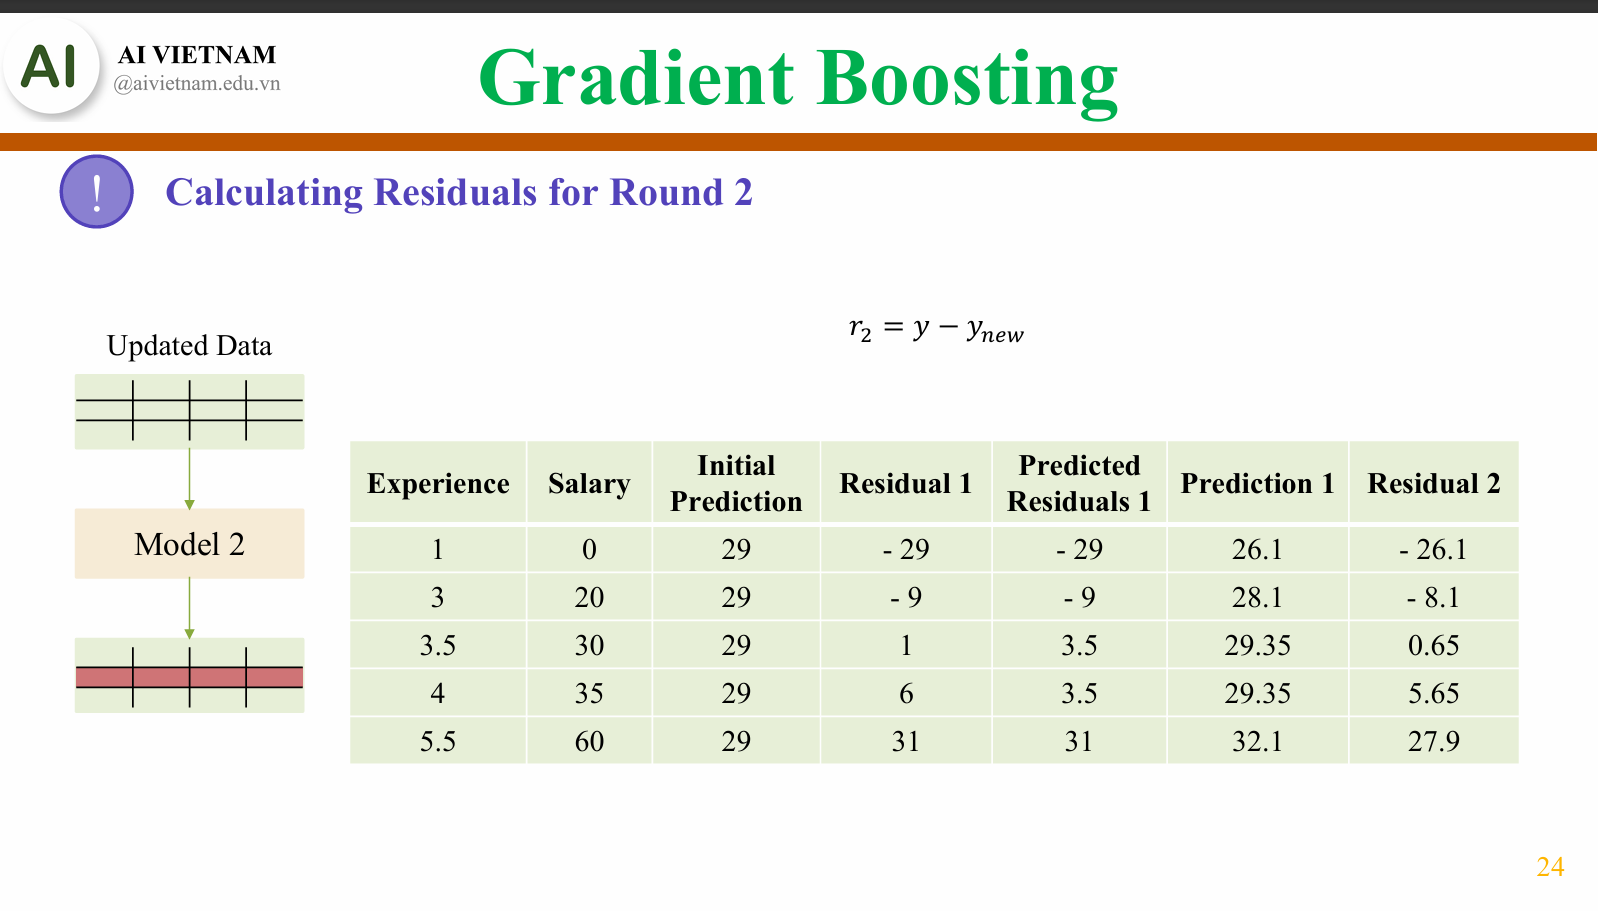 AI
AI VIETNAM
@aivietnam.edu.vn
Gradient Boosting
!
Calculating Residuals for Round 2
r₂ = y − yₙₑw
Updated Data
Model 2
Experience Salary Initial Prediction Residual 1 Predicted Residuals 1 Prediction 1 Residual 2
1 0 29 - 29 - 29 26.1 - 26.1
3 20 29 - 9 - 9 28.1 - 8.1
3.5 30 29 1 3.5 29.35 0.65
4 35 29 6 3.5 29.35 5.65
5.5 60 29 31 31 32.1 27.9
24